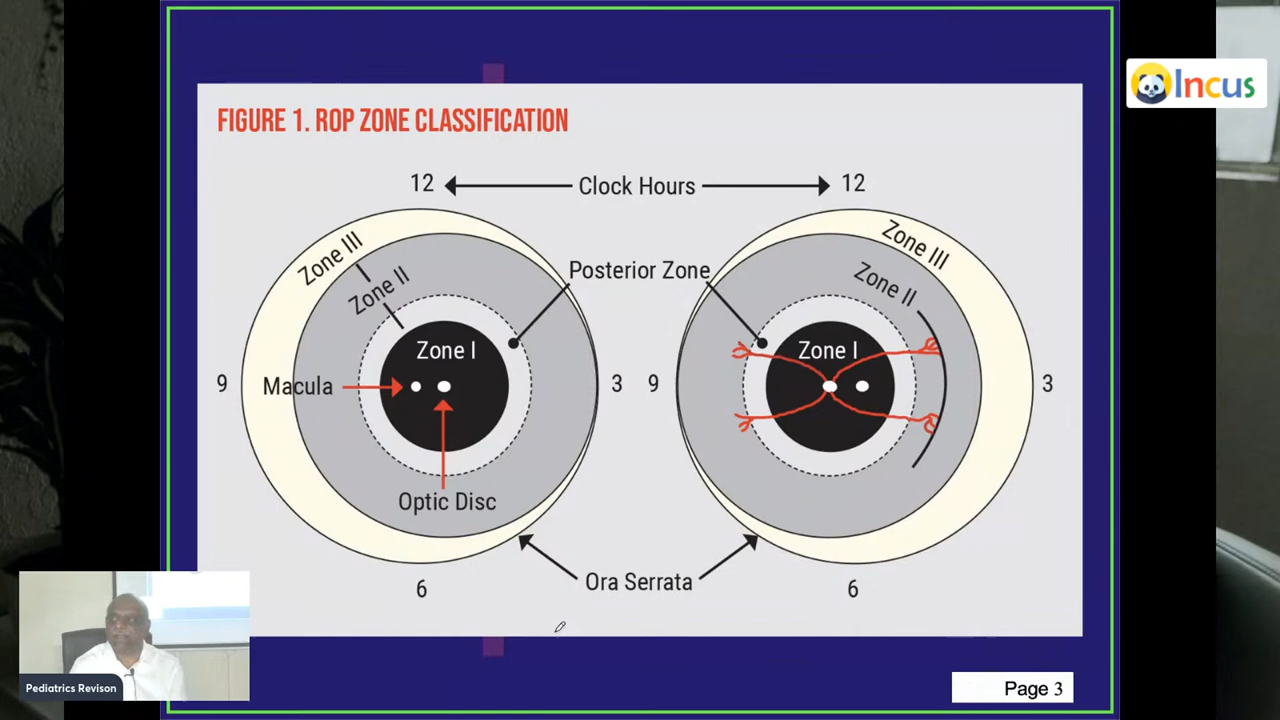 Incus
FIGURE 1. ROP ZONE CLASSIFICATION
12
Clock Hours
12
Zone III
Zone II
Posterior Zone
Zone III
Zone II
Zone I
Zone I
9
Macula
3
9
3
Optic Disc
Ora Serrata
6
6
Pediatrics Revison
Page 3